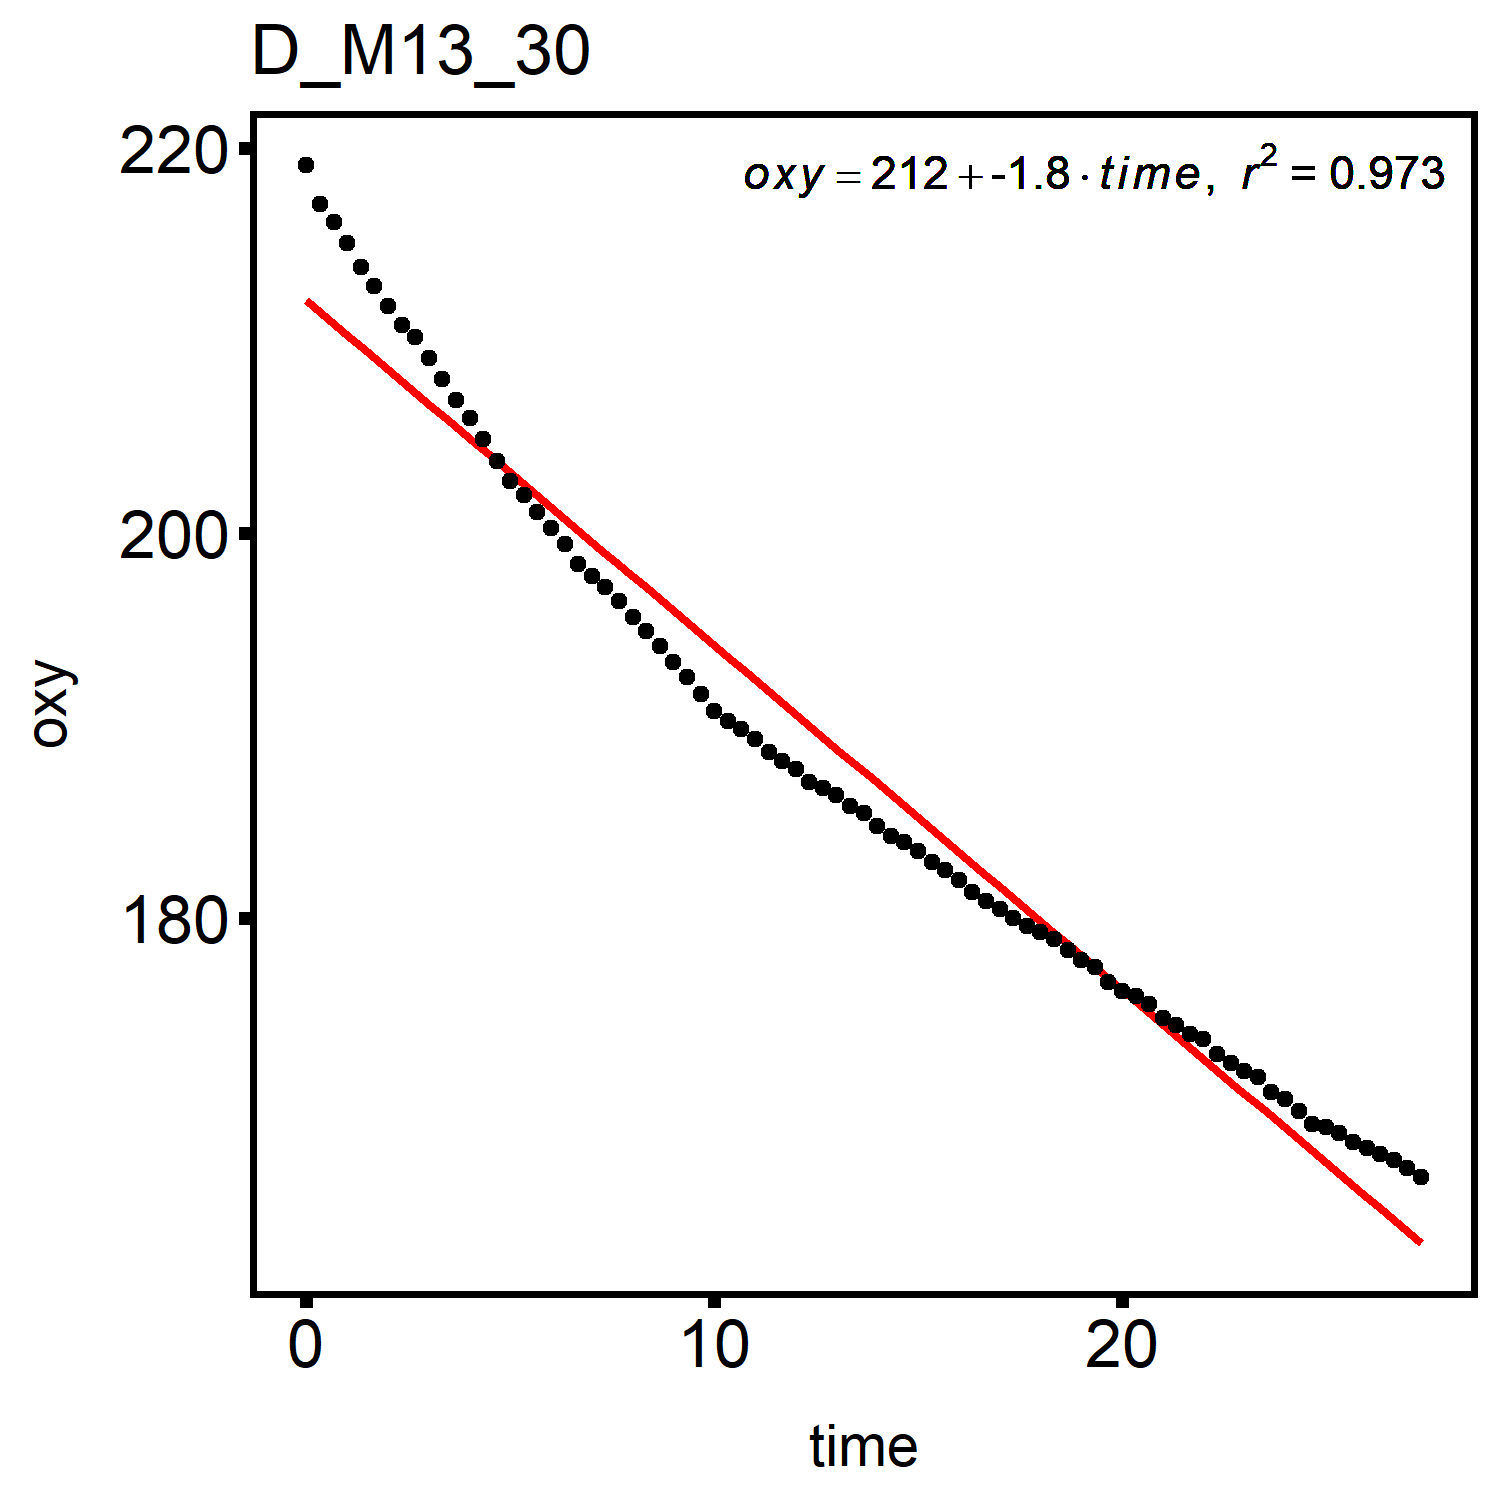 D_M13_30
oxy = 212 + -1.8 · time, r² = 0.973
220
200
180
oxy
0 10 20
time